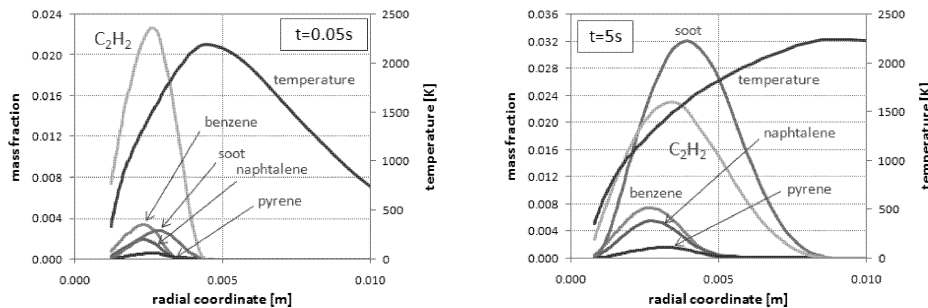 C₂H₂
t=0.05s
temperature
benzene
soot
naphtalene
pyrene
0.024
0.020
0.016
0.012
0.008
0.004
0.000
mass fraction
2500
2000
1500
1000
500
0
temperature [K]
0.000
0.005
0.010
radial coordinate [m]
t=5s
soot
temperature
naphtalene
C₂H₂
benzene
pyrene
0.036
0.032
0.028
0.024
0.020
0.016
0.012
0.008
0.004
0.000
mass fraction
2500
2000
1500
1000
500
0
temperature [K]
0.000
0.005
0.010
radial coordinate [m]